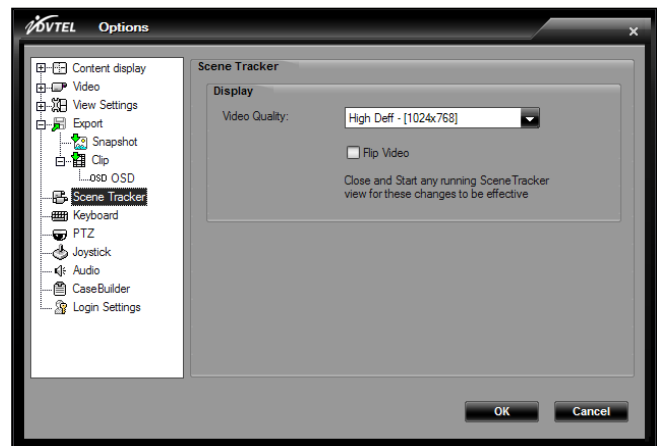 iOVTEL Options
Content display
Video
View Settings
Export
Snapshot
Clip
OSD OSD
Scene Tracker
Keyboard
PTZ
Joystick
Audio
CaseBuilder
Login Settings
Scene Tracker
Display
Video Quality:
High Deff - [1024x768]
Flip Video
Close and Start any running SceneTracker
view for these changes to be effective
OK
Cancel